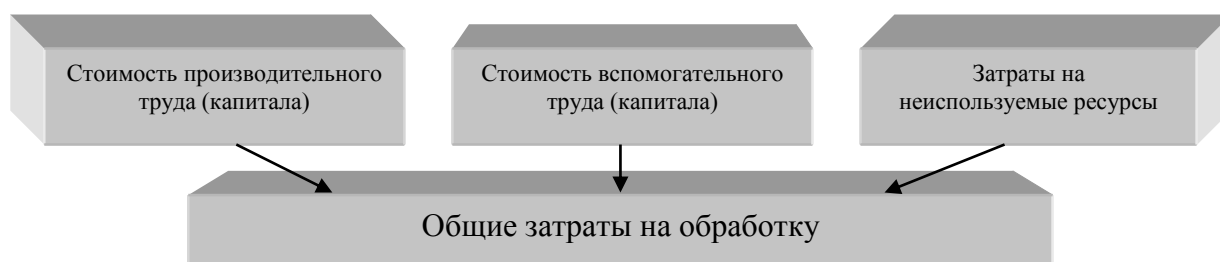 Стоимость производительного
труда (капитала)
Стоимость вспомогательного
труда (капитала)
Затраты на
неиспользуемые ресурсы
Общие затраты на обработку